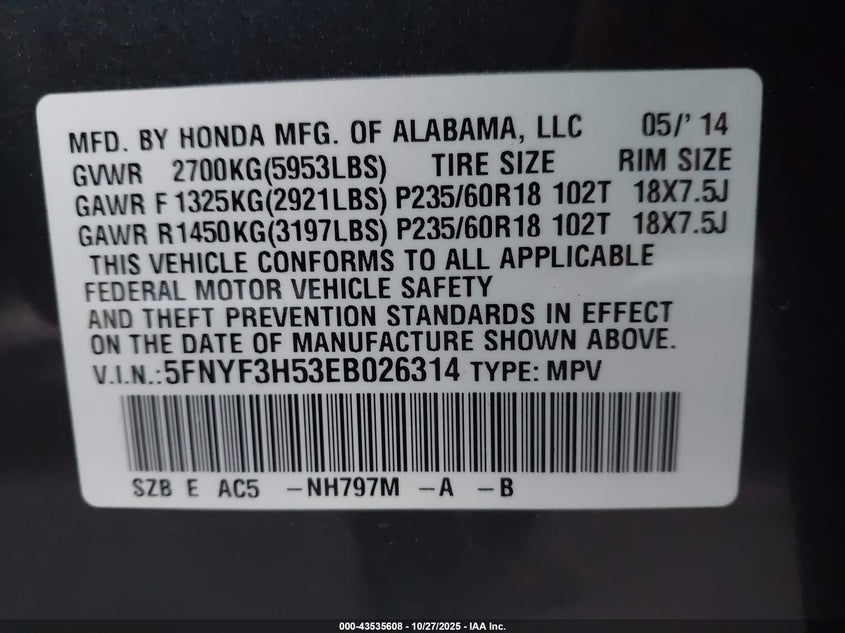 MFD. BY HONDA MFG. OF ALABAMA, LLC 05/' 14
GVWR 2700KG(5953LBS) TIRE SIZE RIM SIZE
GAWR F 1325KG(2921LBS) P235/60R18 102T 18X7.5J
GAWR R1450KG(3197LBS) P235/60R18 102T 18X7.5J
THIS VEHICLE CONFORMS TO ALL APPLICABLE
FEDERAL MOTOR VEHICLE SAFETY
AND THEFT PREVENTION STANDARDS IN EFFECT
ON THE DATE OF MANUFACTURE SHOWN ABOVE.
V.I.N.:5FNYF3H53EB026314 TYPE: MPV
SZB E AC5 -NH797M -A -B
000-43535608 - 10/27/2025 - IAA Inc.